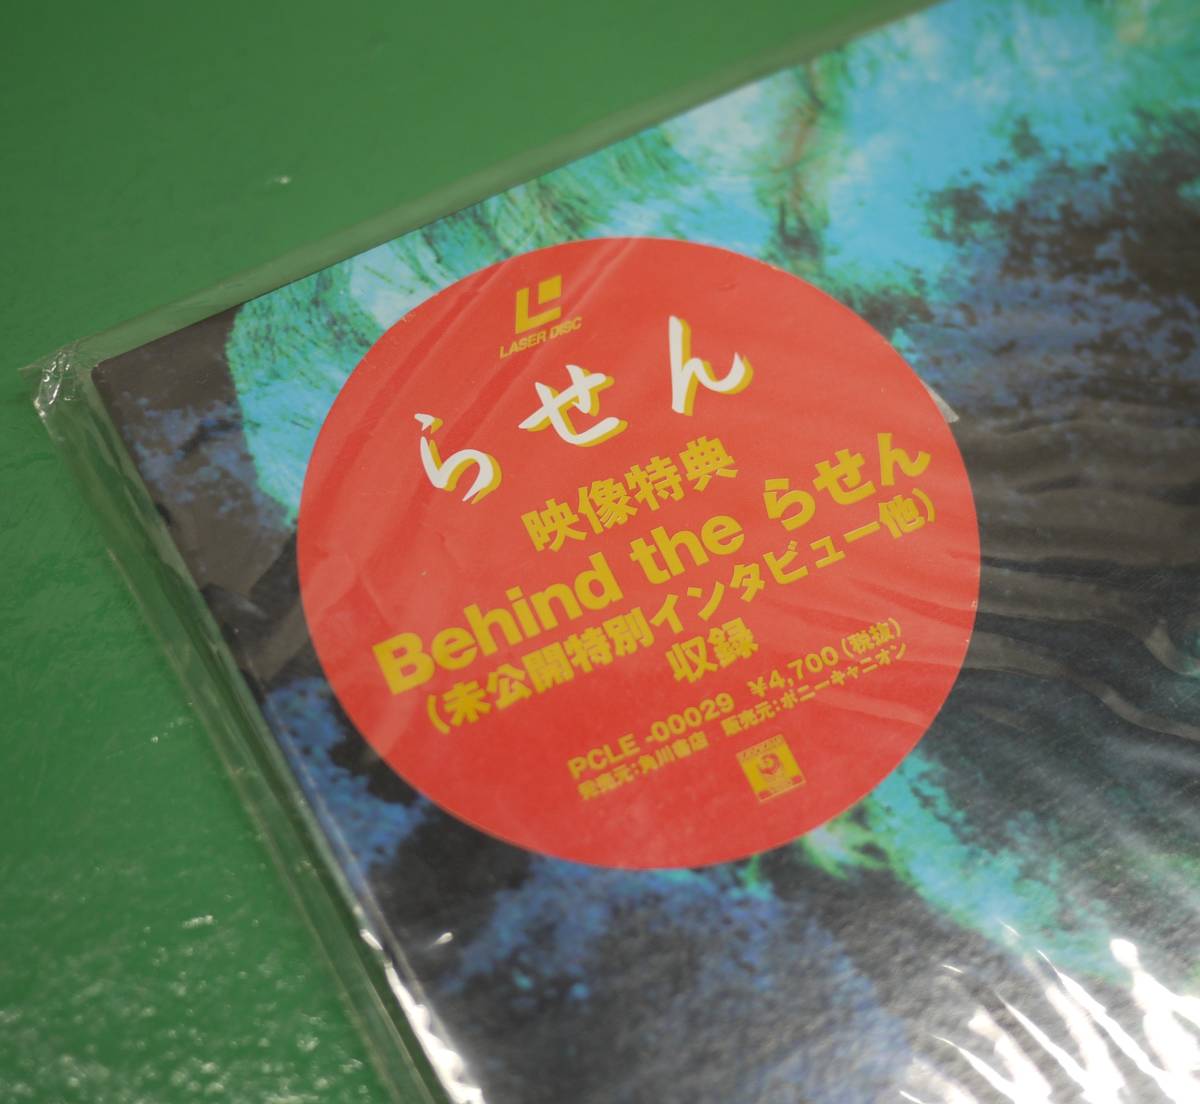 LASER DISC
らせん
映像特典
Behind the らせん
(未公開特別インタビュー他)
収録
PCLE -00029 ¥4,700(税抜)
発売元:角川書店 販売元:ポニーキャニオン